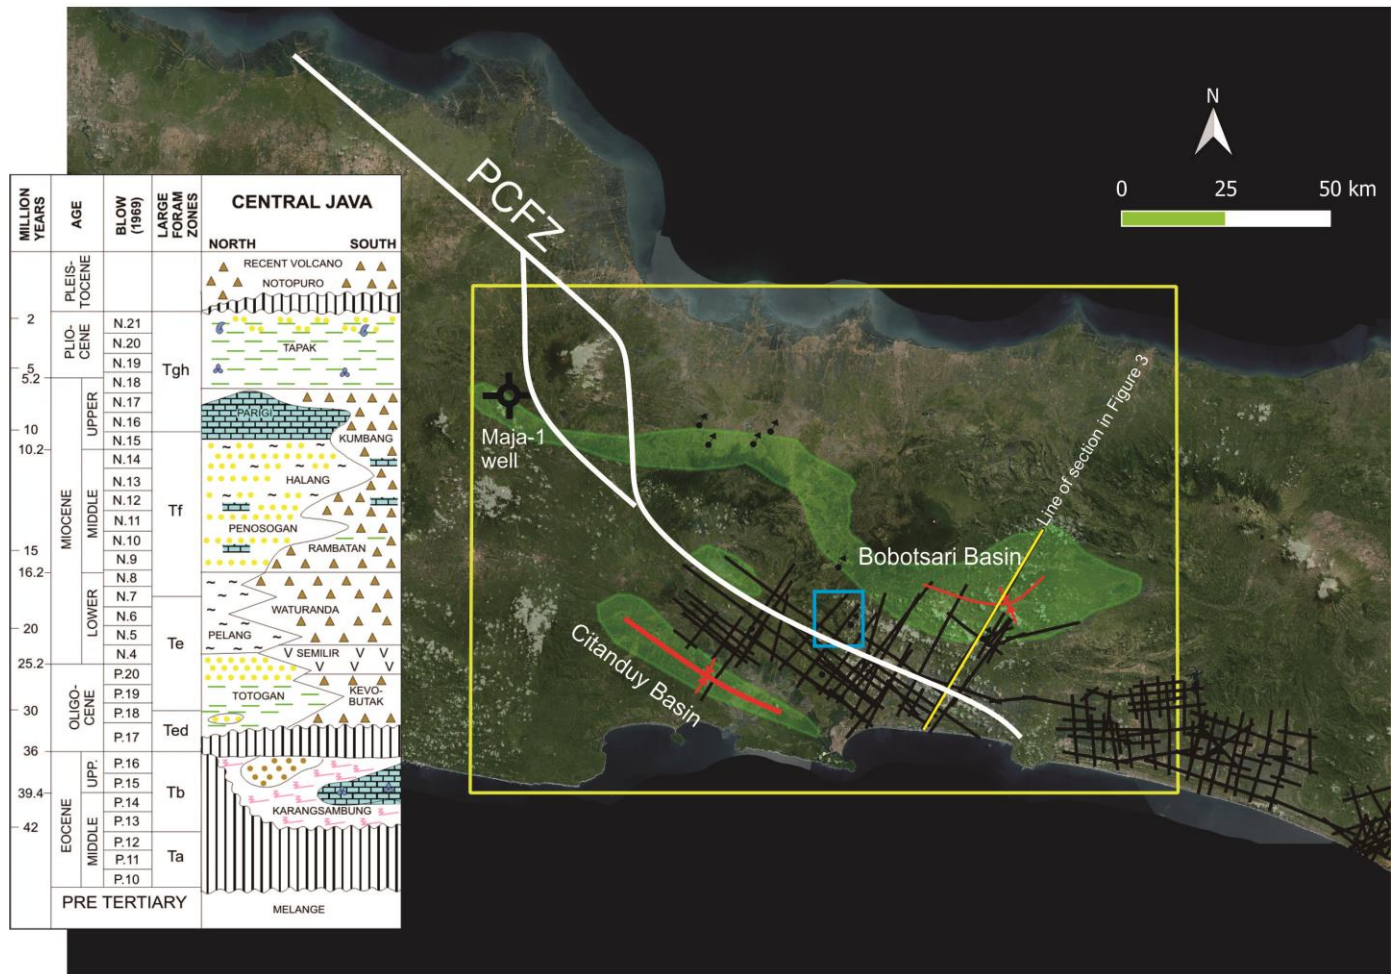 N
0 25 50 km
PCFZ
Maja-1
well
Line of section in Figure 3
Bobotsari Basin
Citanduy Basin
MILLION
YEARS
AGE
BLOW
(1969)
LARGE
FORAM
ZONES
CENTRAL JAVA
NORTH SOUTH
PLEIS-
TOCENE
RECENT VOLCANO
NOTOPURO
2
PLIO-
CENE
N.21
N.20
N.19
N.18
Tgh
TAPAK
5
5.2
MIOCENE
UPPER
N.17
N.16
N.15
PARIGI
KUMBANG
10
10.2
MIDDLE
N.14
N.13
N.12
N.11
N.10
N.9
Tf
HALANG
PENOSOGAN
RAMBATAN
15
16.2
LOWER
N.8
N.7
N.6
N.5
N.4
Te
WATURANDA
PELANG
SEMILIR
20
25.2
OLIGO-
CENE
P.20
P.19
P.18
P.17
Ted
TOTOGAN
KEVO-
BUTAK
30
36
EOCENE
UPP.
P.16
P.15
Tb
39.4
MIDDLE
P.14
P.13
KARANGSAMBUNG
42
P.12
P.11
P.10
Ta
PRE TERTIARY
MELANGE